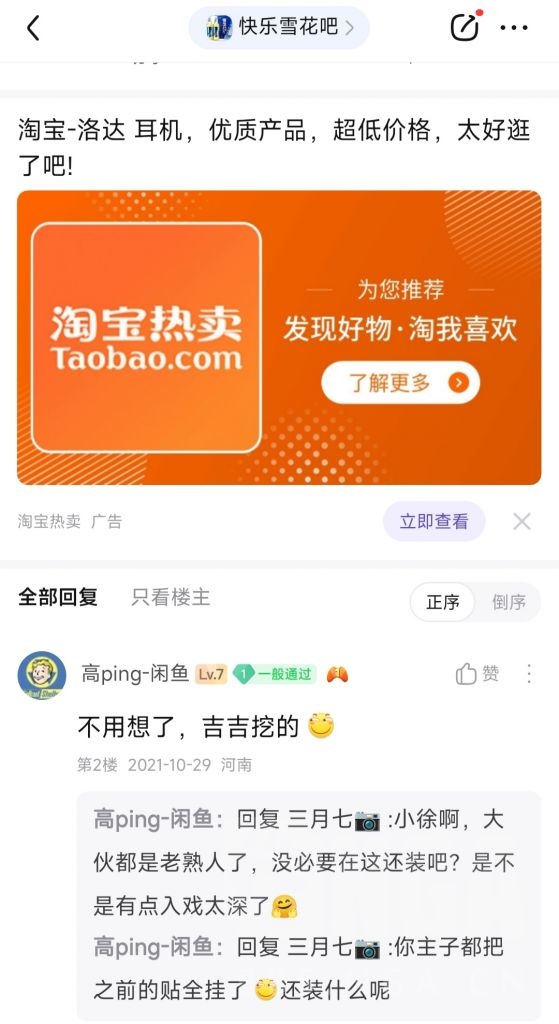 快乐雪花吧
淘宝-洛达 耳机，优质产品，超低价格，太好逛
了吧!
淘宝热卖
Taobao.com
为您推荐
发现好物·淘我喜欢
了解更多
淘宝热卖 广告
立即查看
全部回复 只看楼主
正序 倒序
高ping-闲鱼 Lv.7 1 一般通过
赞
不用想了，吉吉挖的
第2楼 2021-10-29 河南
高ping-闲鱼：回复 三月七 :小徐啊，大
伙都是老熟人了，没必要在这还装吧？是不
是有点入戏太深了
高ping-闲鱼：回复 三月七 :你主子都把
之前的贴全挂了 还装什么呢